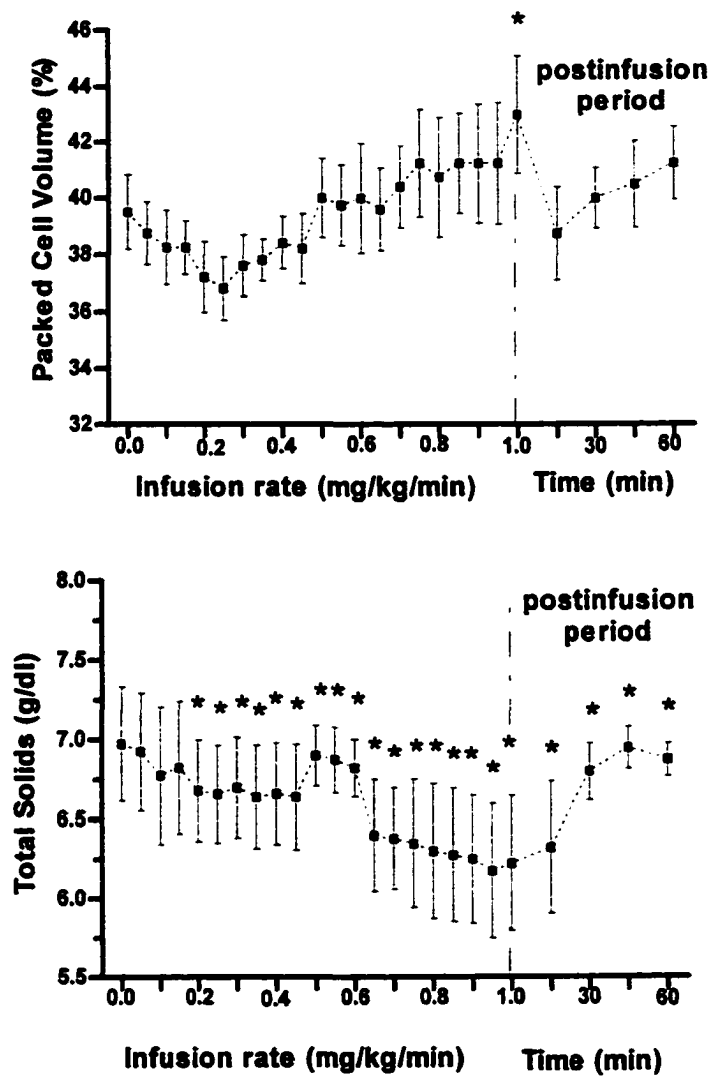 *
46
44
42
40
38
36
34
32
Packed Cell Volume (%)
postinfusion
period
0.0 0.2 0.4 0.6 0.8 1.0 30 60
Infusion rate (mg/kg/min) Time (min)
8.0
7.5
7.0
6.5
6.0
5.5
Total Solids (g/dl)
postinfusion
period
* * * * * * * * * * * * * * * * * * * * *
0.0 0.2 0.4 0.6 0.8 1.0 30 60
Infusion rate (mg/kg/min) Time (min)